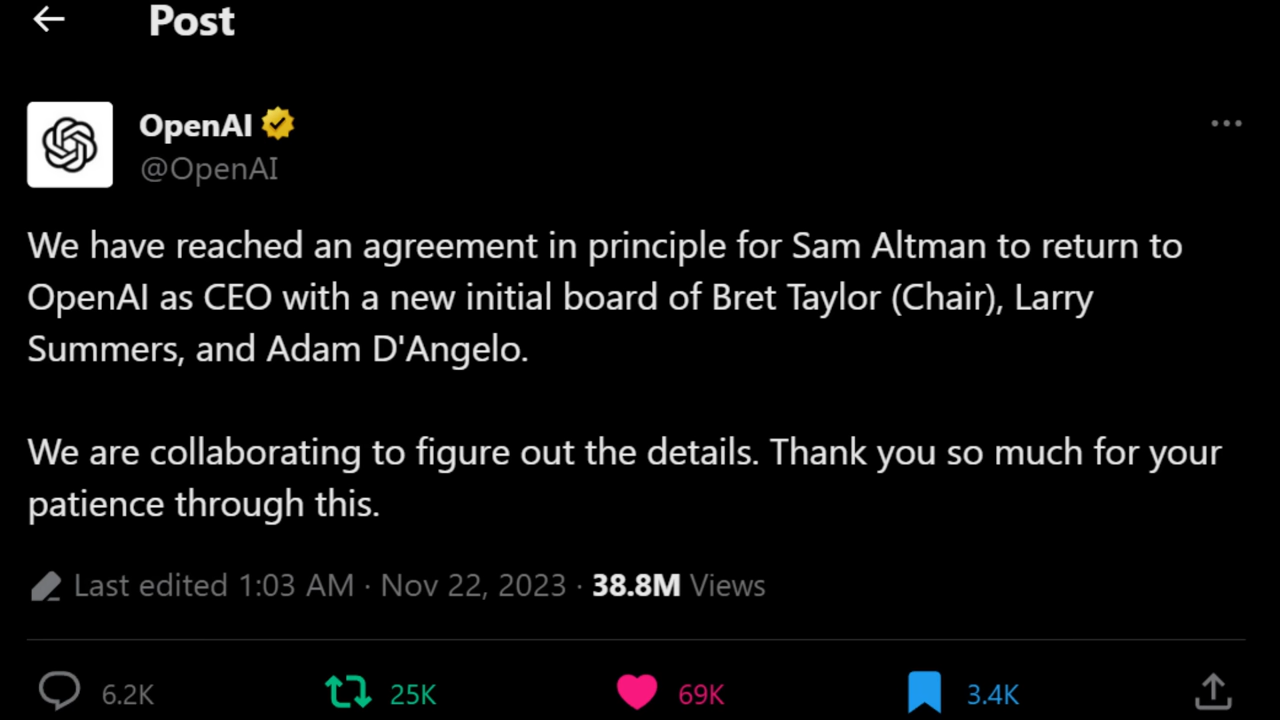 Post
OpenAI
@OpenAI
We have reached an agreement in principle for Sam Altman to return to
OpenAI as CEO with a new initial board of Bret Taylor (Chair), Larry
Summers, and Adam D'Angelo.
We are collaborating to figure out the details. Thank you so much for your
patience through this.
Last edited 1:03 AM · Nov 22, 2023 · 38.8M Views
6.2K 25K 69K 3.4K